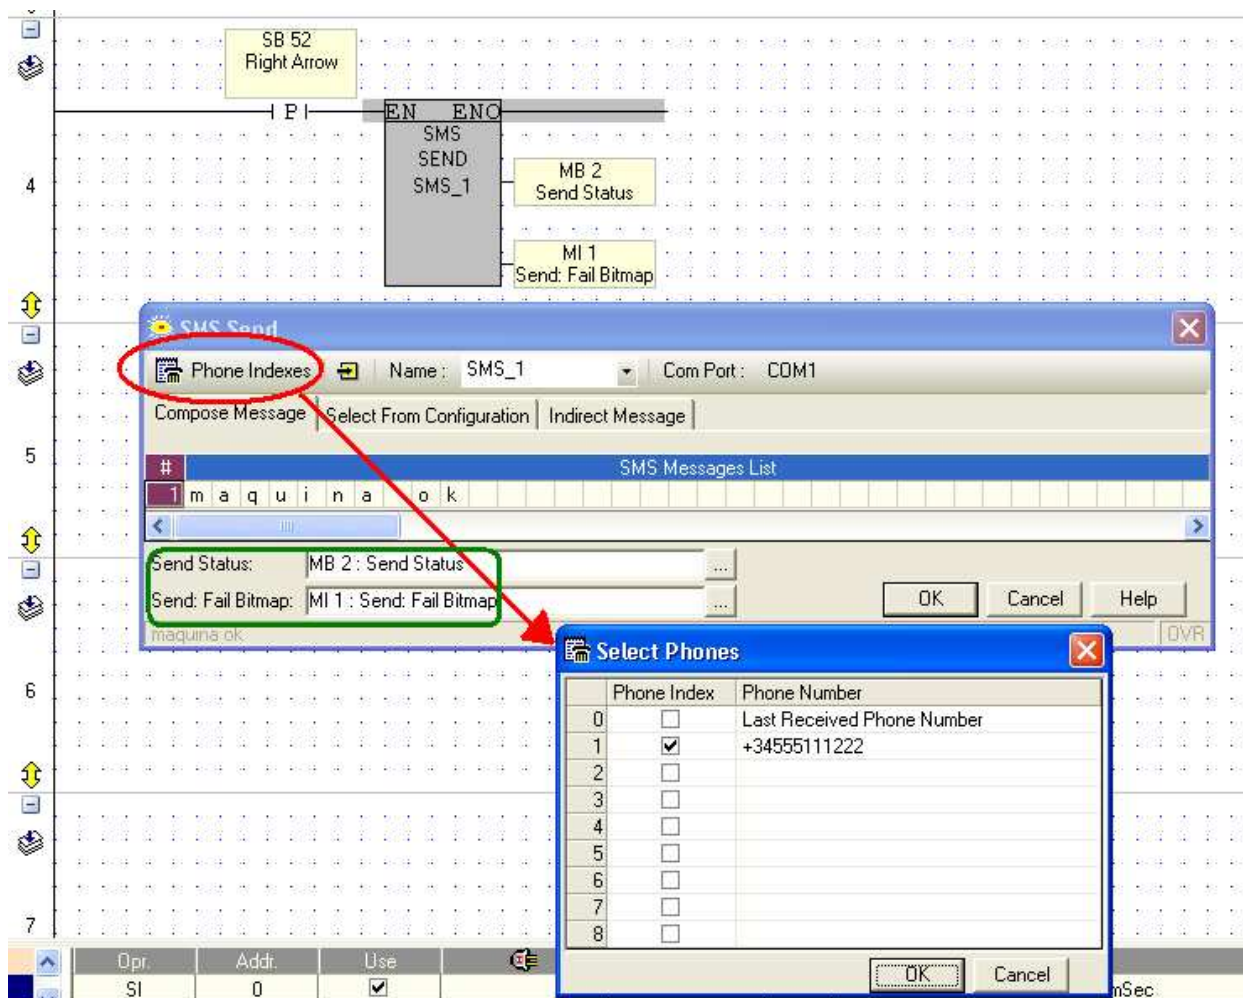 SB 52
Right Arrow
P
EN ENO
SMS
SEND
SMS_1
MB 2
Send Status
4
MI 1
Send: Fail Bitmap
SMS Send
Phone Indexes Name: SMS_1 Com Port: COM1
Compose Message Select From Configuration Indirect Message
5
# SMS Messages List
1 maquina ok
Send Status: MB 2 : Send Status ...
Send: Fail Bitmap: MI 1 : Send: Fail Bitmap ...
OK Cancel Help
maquina ok OVR
Select Phones
6
Phone Index Phone Number
0 Last Received Phone Number
1 +34555111222
2
3
4
5
6
7
8
7
OK Cancel
Opr. Addr. Use
SI 0 mSec